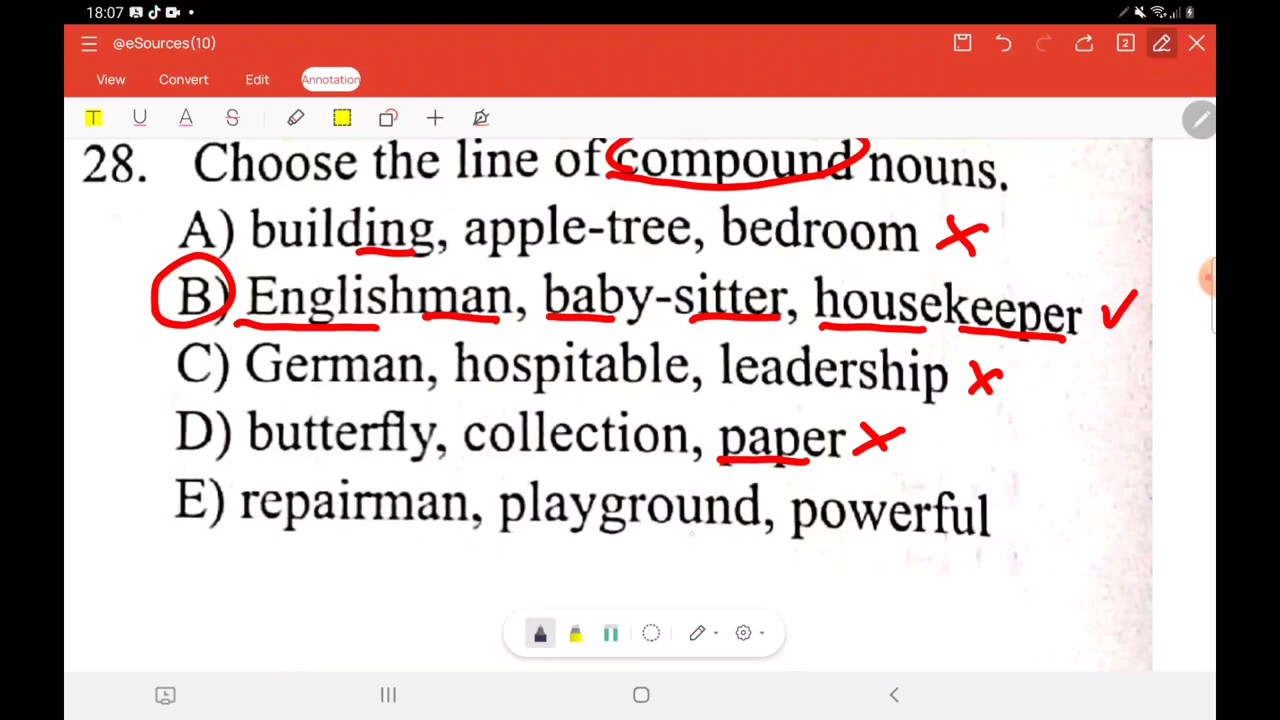 18:07
@eSources(10)
2
View Convert Edit Annotation
T U A S
28. Choose the line of compound nouns.
A) building, apple-tree, bedroom
B) Englishman, baby-sitter, housekeeper
C) German, hospitable, leadership
D) butterfly, collection, paper
E) repairman, playground, powerful